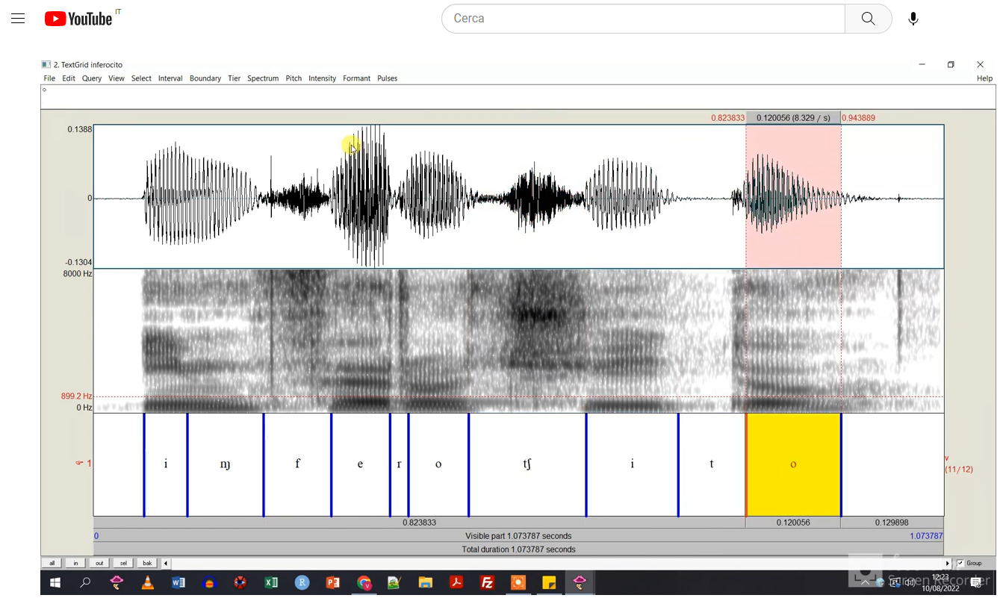 YouTube IT
Cerca
2. TextGrid inferocito
File Edit Query View Select Interval Boundary Tier Spectrum Pitch Intensity Formant Pulses Help
0.823833 0.120056 (8.329 / s) 0.943889
0.1388
0
-0.1304
8000 Hz
899.2 Hz
0 Hz
1 i ɱ f e r o tʃ i t o v
(11/12)
0.823833 0.120056 0.129898
0 Visible part 1.073787 seconds 1.073787
Total duration 1.073787 seconds
all in out sel bak Group
12:23
Screen Recorder
10/08/2022